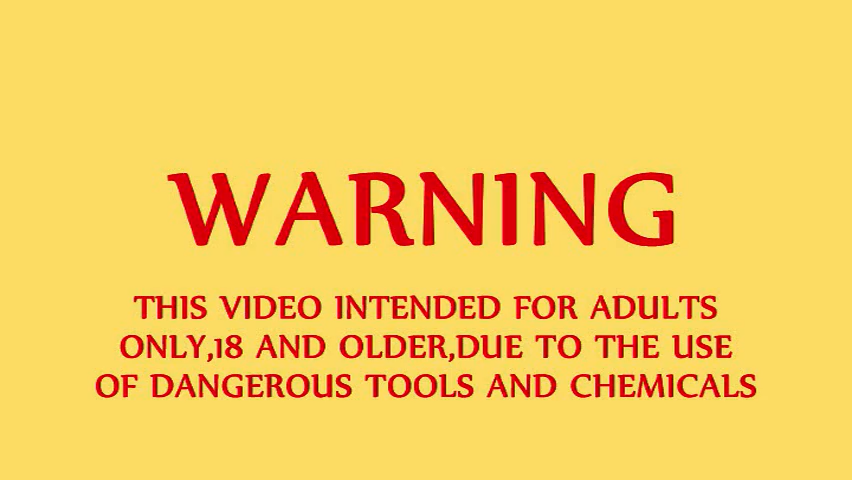 WARNING
THIS VIDEO INTENDED FOR ADULTS
ONLY,18 AND OLDER,DUE TO THE USE
OF DANGEROUS TOOLS AND CHEMICALS